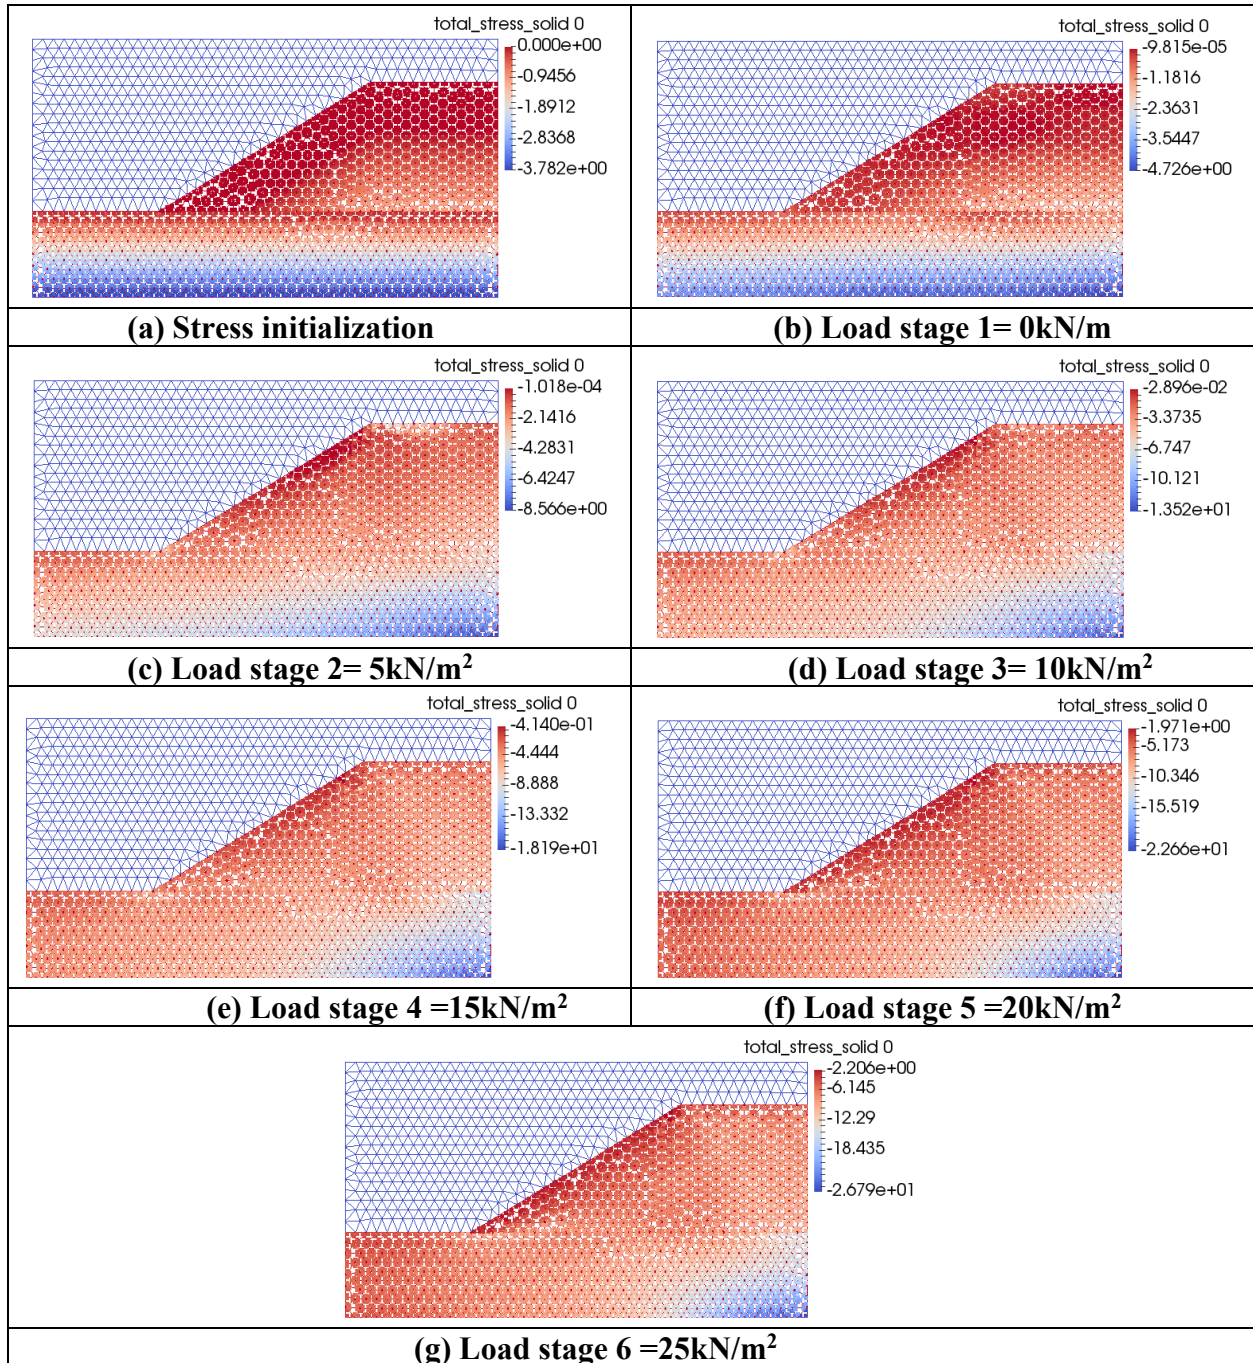 total_stress_solid 0
0.000e+00
-0.9456
-1.8912
-2.8368
-3.782e+00
(a) Stress initialization
total_stress_solid 0
-9.815e-05
-1.1816
-2.3631
-3.5447
-4.726e+00
(b) Load stage 1= 0kN/m
total_stress_solid 0
-1.018e-04
-2.1416
-4.2831
-6.4247
-8.566e+00
(c) Load stage 2= 5kN/m²
total_stress_solid 0
-2.896e-02
-3.3735
-6.747
-10.121
-1.352e+01
(d) Load stage 3= 10kN/m²
total_stress_solid 0
-4.140e-01
-4.444
-8.888
-13.332
-1.819e+01
(e) Load stage 4 =15kN/m²
total_stress_solid 0
-1.971e+00
-5.173
-10.346
-15.519
-2.266e+01
(f) Load stage 5 =20kN/m²
total_stress_solid 0
-2.206e+00
-6.145
-12.29
-18.435
-2.679e+01
(g) Load stage 6 =25kN/m²